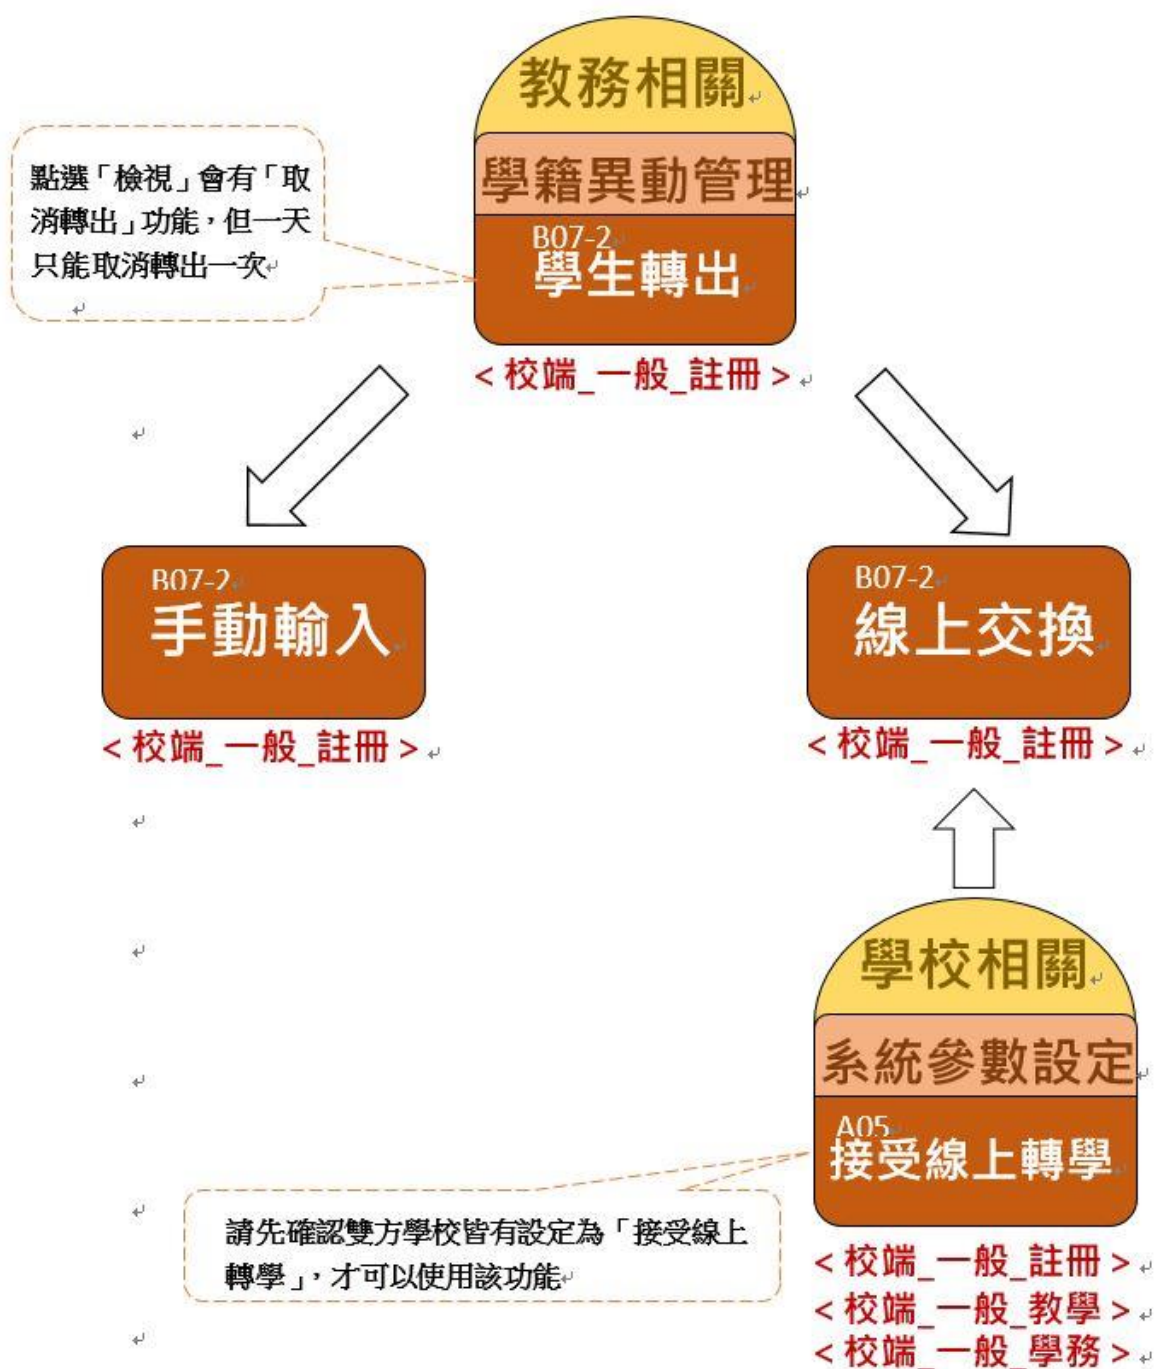 教務相關
學籍異動管理
B07-2
學生轉出
<校端_一般_註冊>
點選「檢視」會有「取
消轉出」功能，但一天
只能取消轉出一次
B07-2
手動輸入
<校端_一般_註冊>
B07-2
線上交換
<校端_一般_註冊>
學校相關
系統參數設定
A05
接受線上轉學
請先確認雙方學校皆有設定為「接受線上
轉學」，才可以使用該功能
<校端_一般_註冊>
<校端_一般_教學>
<校端_一般_學務>